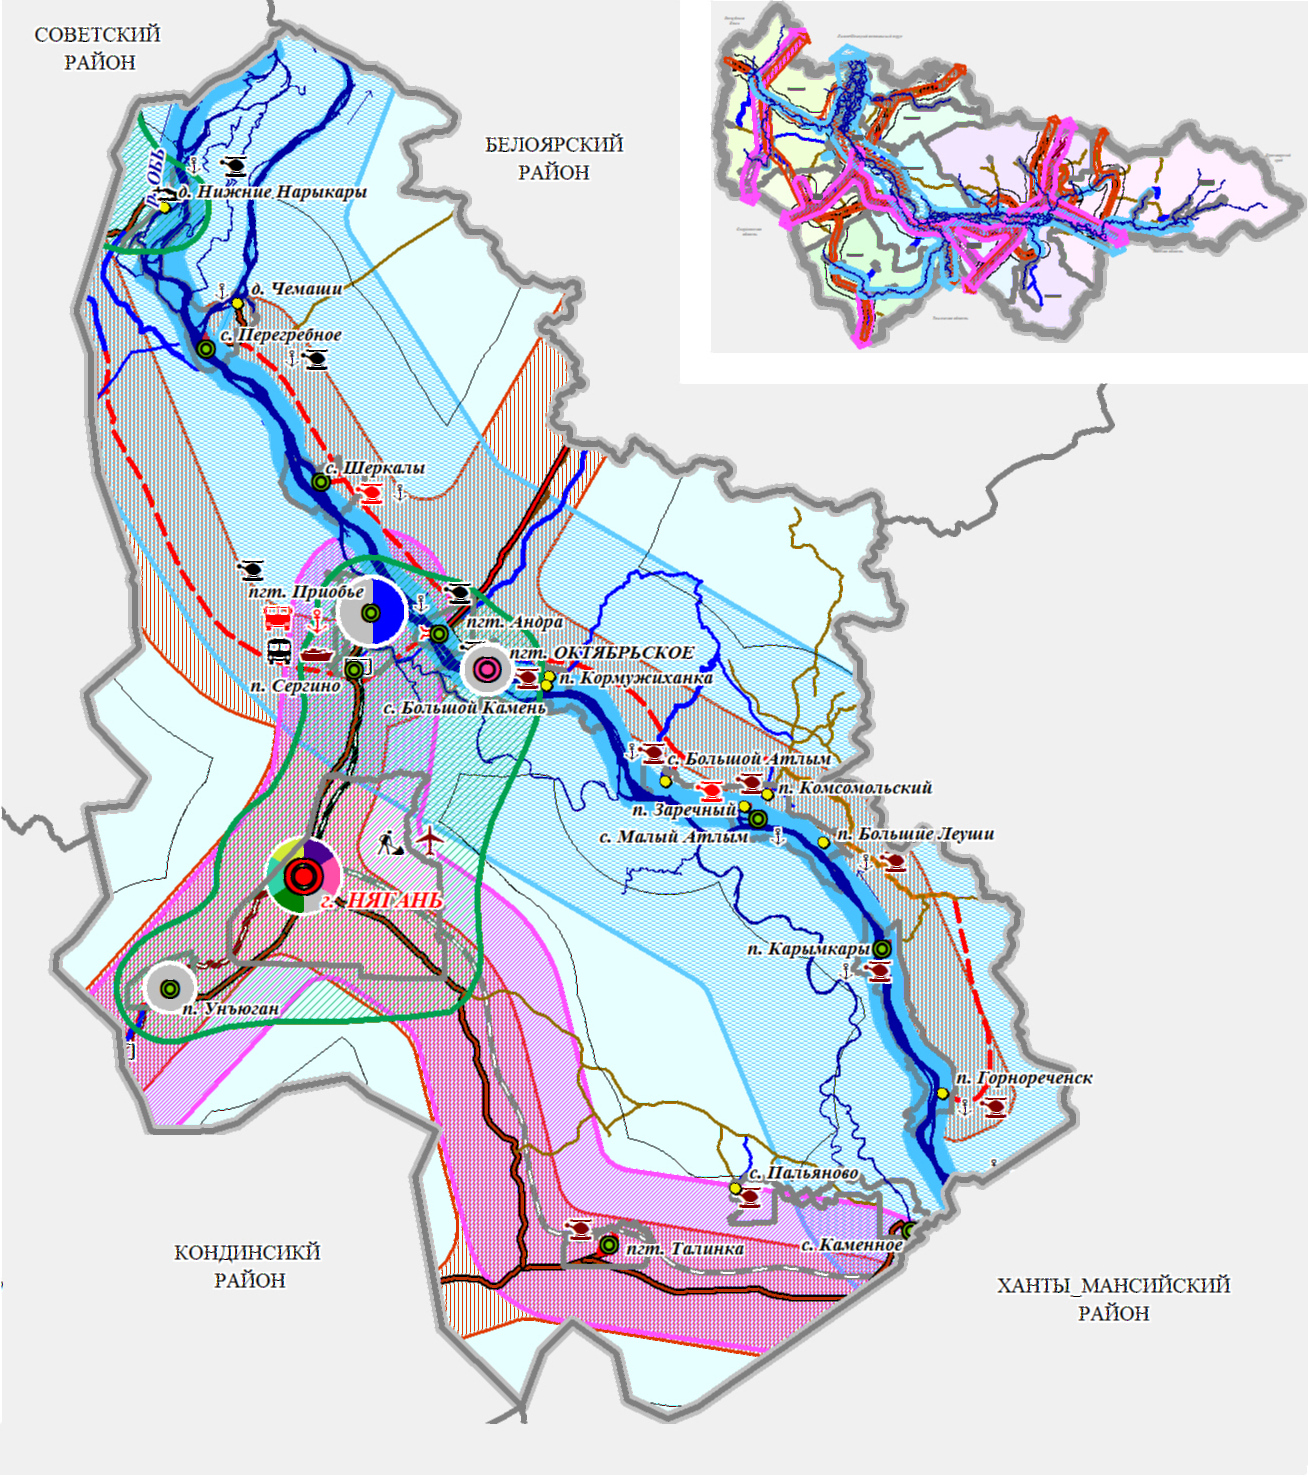 СОВЕТСКИЙ
РАЙОН
БЕЛОЯРСКИЙ
РАЙОН
р. ОБЬ
д. Нижние Нарыкары
д. Чемаши
с. Перегребное
с. Шеркалы
пгт. Приобье
пгт. Андра
пгт. ОКТЯБРЬСКОЕ
п. Сергино
п. Кормужиханка
с. Большой Камень
с. Большой Атлым
п. Комсомольский
п. Заречный
с. Малый Атлым
п. Большие Леуши
г. НЯГАНЬ
п. Карымкары
п. Унъюган
п. Горнореченск
с. Пальяново
с. Каменное
пгт. Талинка
КОНДИНСИКЙ
РАЙОН
ХАНТЫ_МАНСИЙСКИЙ
РАЙОН